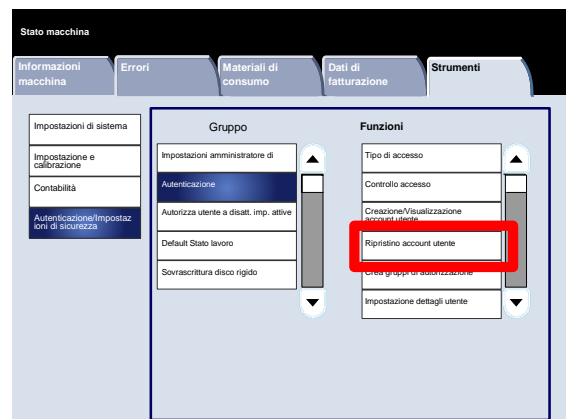 Stato macchina
Informazioni macchina
Errori
Materiali di consumo
Dati di fatturazione
Strumenti
Impostazioni di sistema
Impostazione e calibrazione
Contabilità
Autenticazione/Impostaz ioni di sicurezza
Gruppo
Impostazioni amministratore di
Autenticazione
Autorizza utente a disatt. imp. attive
Default Stato lavoro
Sovrascrittura disco rigido
Funzioni
Tipo di accesso
Controllo accesso
Creazione/Visualizzazione account utente
Ripristino account utente
Crea gruppi di autorizzazione
Impostazione dettagli utente